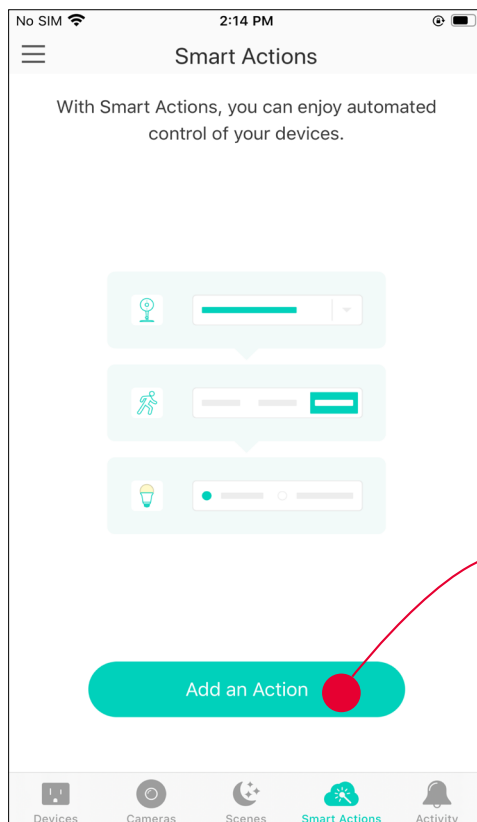 No SIM
2:14 PM
Smart Actions
With Smart Actions, you can enjoy automated
control of your devices.
Add an Action
Devices
Cameras
Scenes
Smart Actions
Activity